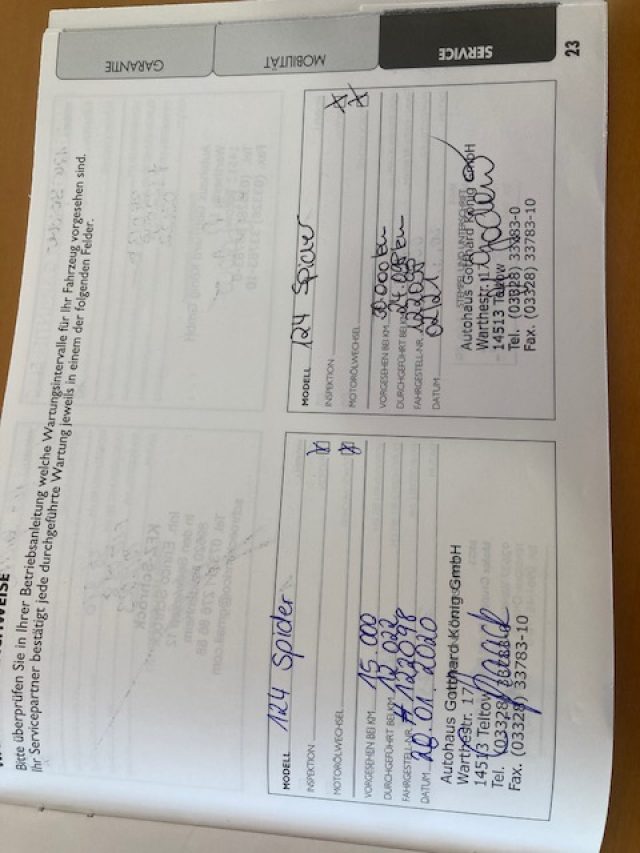 SERVICE
MOBILITÄT
GARANTIE
23
Bitte überprüfen Sie in Ihrer Betriebsanleitung welche Wartungsintervalle für Ihr Fahrzeug vorgesehen sind.
Ihr Servicepartner bestätigt jede durchgeführte Wartung jeweils in einem der folgenden Felder.
MODELL 124 Spider
INSPEKTION
MOTORÖLWECHSEL
VORGESEHEN BEI KM 15.000
DURCHGEFÜHRT BEI KM 12.022
FAHRGESTELL-NR. # 122098
DATUM 20.01.2020
Autohaus Gotthard König GmbH
Warthestr. 17
14513 Teltow
Tel. (03328) 33783-0
Fax. (03328) 33783-10
MODELL 124 Spider
INSPEKTION
MOTORÖLWECHSEL
VORGESEHEN BEI KM 30.000 km
DURCHGEFÜHRT BEI KM
FAHRGESTELL-NR.
DATUM 02/21
STEMPEL UND UNTERSCHRIFT
Autohaus Gotthard König GmbH
Warthestr. 17
14513 Teltow
Tel. (03328) 33783-0
Fax. (03328) 33783-10